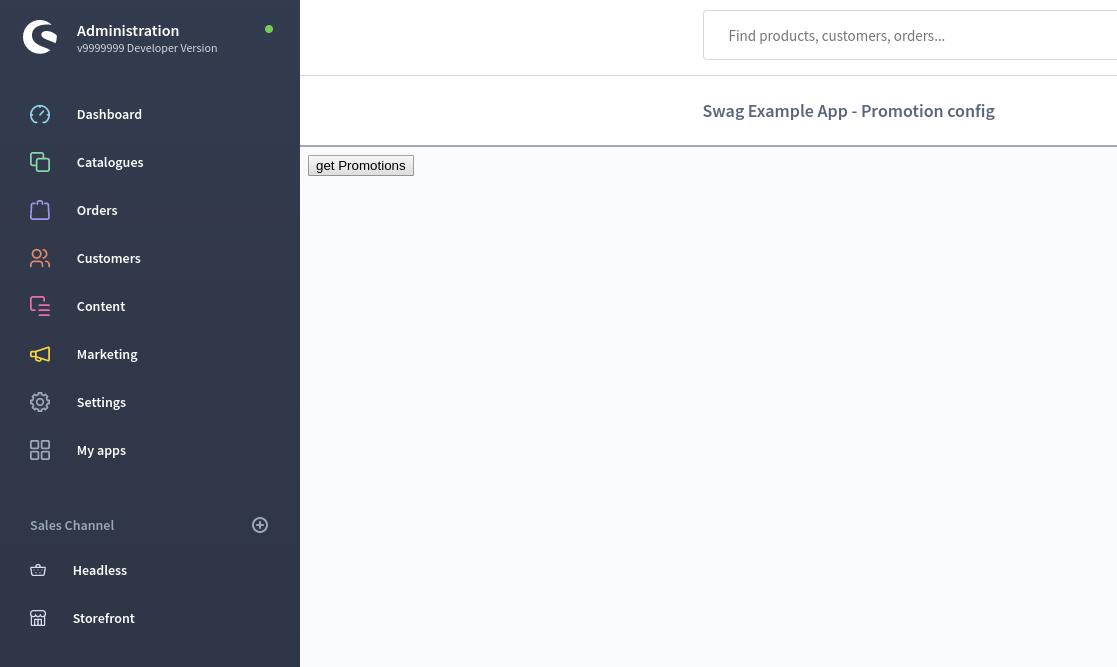 Administration
v9999999 Developer Version
Dashboard
Catalogues
Orders
Customers
Content
Marketing
Settings
My apps
Sales Channel
Headless
Storefront
Find products, customers, orders...
Swag Example App - Promotion config
get Promotions